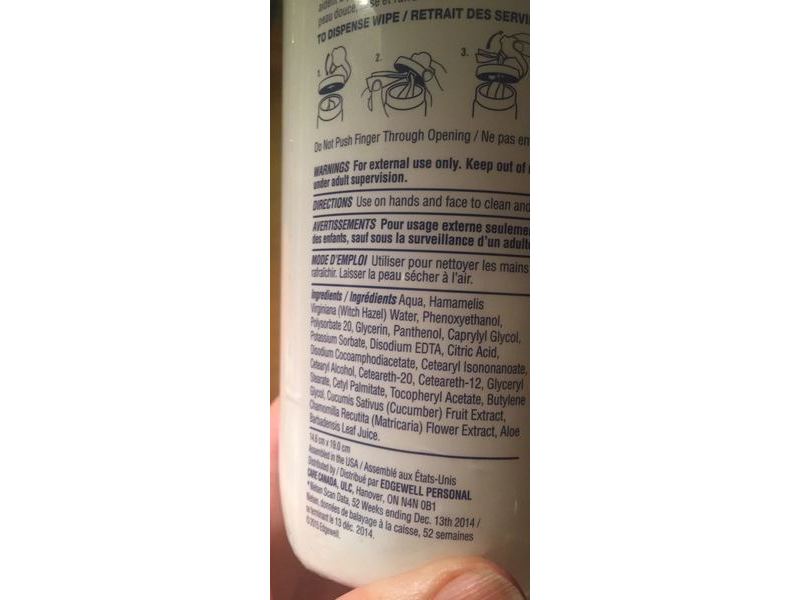 peau douce,
TO DISPENSE WIPE / RETRAIT DES
1.
2.
3.
Do Not Push Finger Through Opening / Ne pas
WARNINGS For external use only. Keep out of
under adult supervision.
DIRECTIONS Use on hands and face to clean and
AVERTISSEMENTS Pour usage externe
des enfants, sauf sous la surveillance d'un
MODE D'EMPLOI Utiliser pour nettoyer les mains
rafraîchir. Laisser la peau sécher à l'air.
Ingredients / Ingrédients Aqua, Hamamelis
Virginiana (Witch Hazel) Water, Phenoxyethanol,
Polysorbate 20, Glycerin, Panthenol, Caprylyl Glycol,
Potassium Sorbate, Disodium EDTA, Citric Acid,
Disodium Cocoamphodiacetate, Cetearyl Isononanoate,
Cetearyl Alcohol, Ceteareth-20, Ceteareth-12, Glyceryl
Stearate, Cetyl Palmitate, Tocopheryl Acetate, Butylene
Glycol, Cucumis Sativus (Cucumber) Fruit Extract,
Chamomilla Recutita (Matricaria) Flower Extract, Aloe
Barbadensis Leaf Juice.
14.6 cm x 19.0 cm
Assembled in the USA / Assemblé aux États-Unis
Distributed by / Distribué par EDGEWELL PERSONAL
CARE CANADA, ULC, Hanover, ON N4N 0B1
*Nielsen Scan Data, 52 Weeks ending Dec. 13th 2014 /
Nielsen, données de balayage à la caisse, 52 semaines
se terminant le 13 déc. 2014.
©2015 Edgewell.